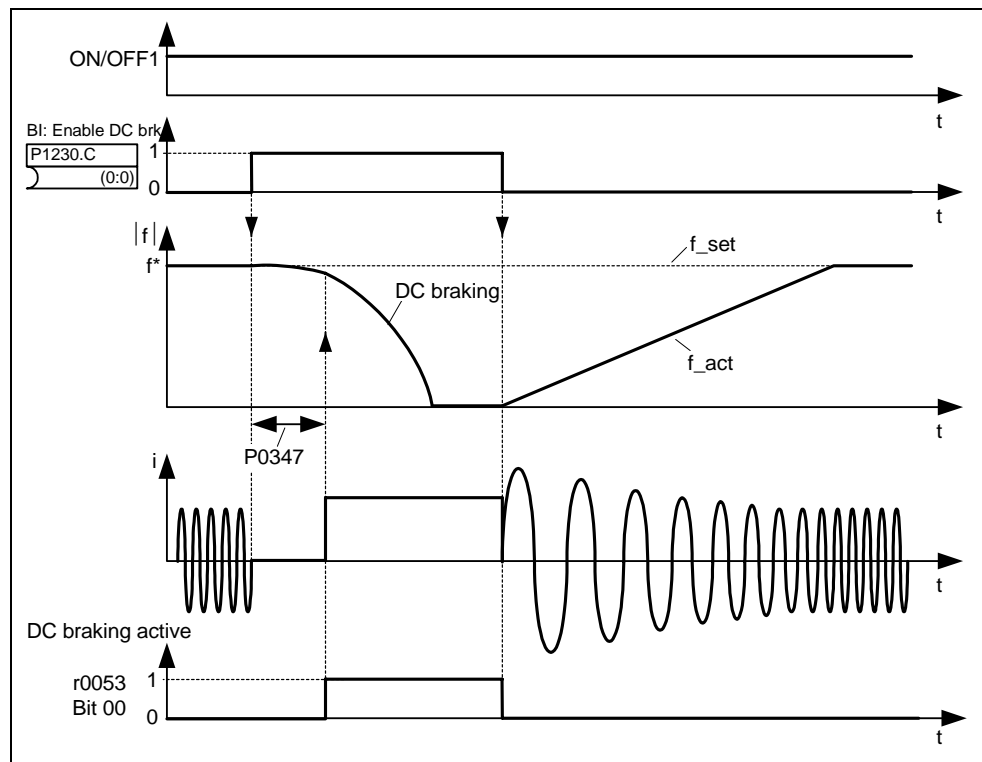 ON/OFF1
t
BI: Enable DC brk
P1230.C
(0:0)
1
0
t
|f|
f*
f_set
DC braking
f_act
t
P0347
i
t
DC braking active
r0053
Bit 00
1
0
t